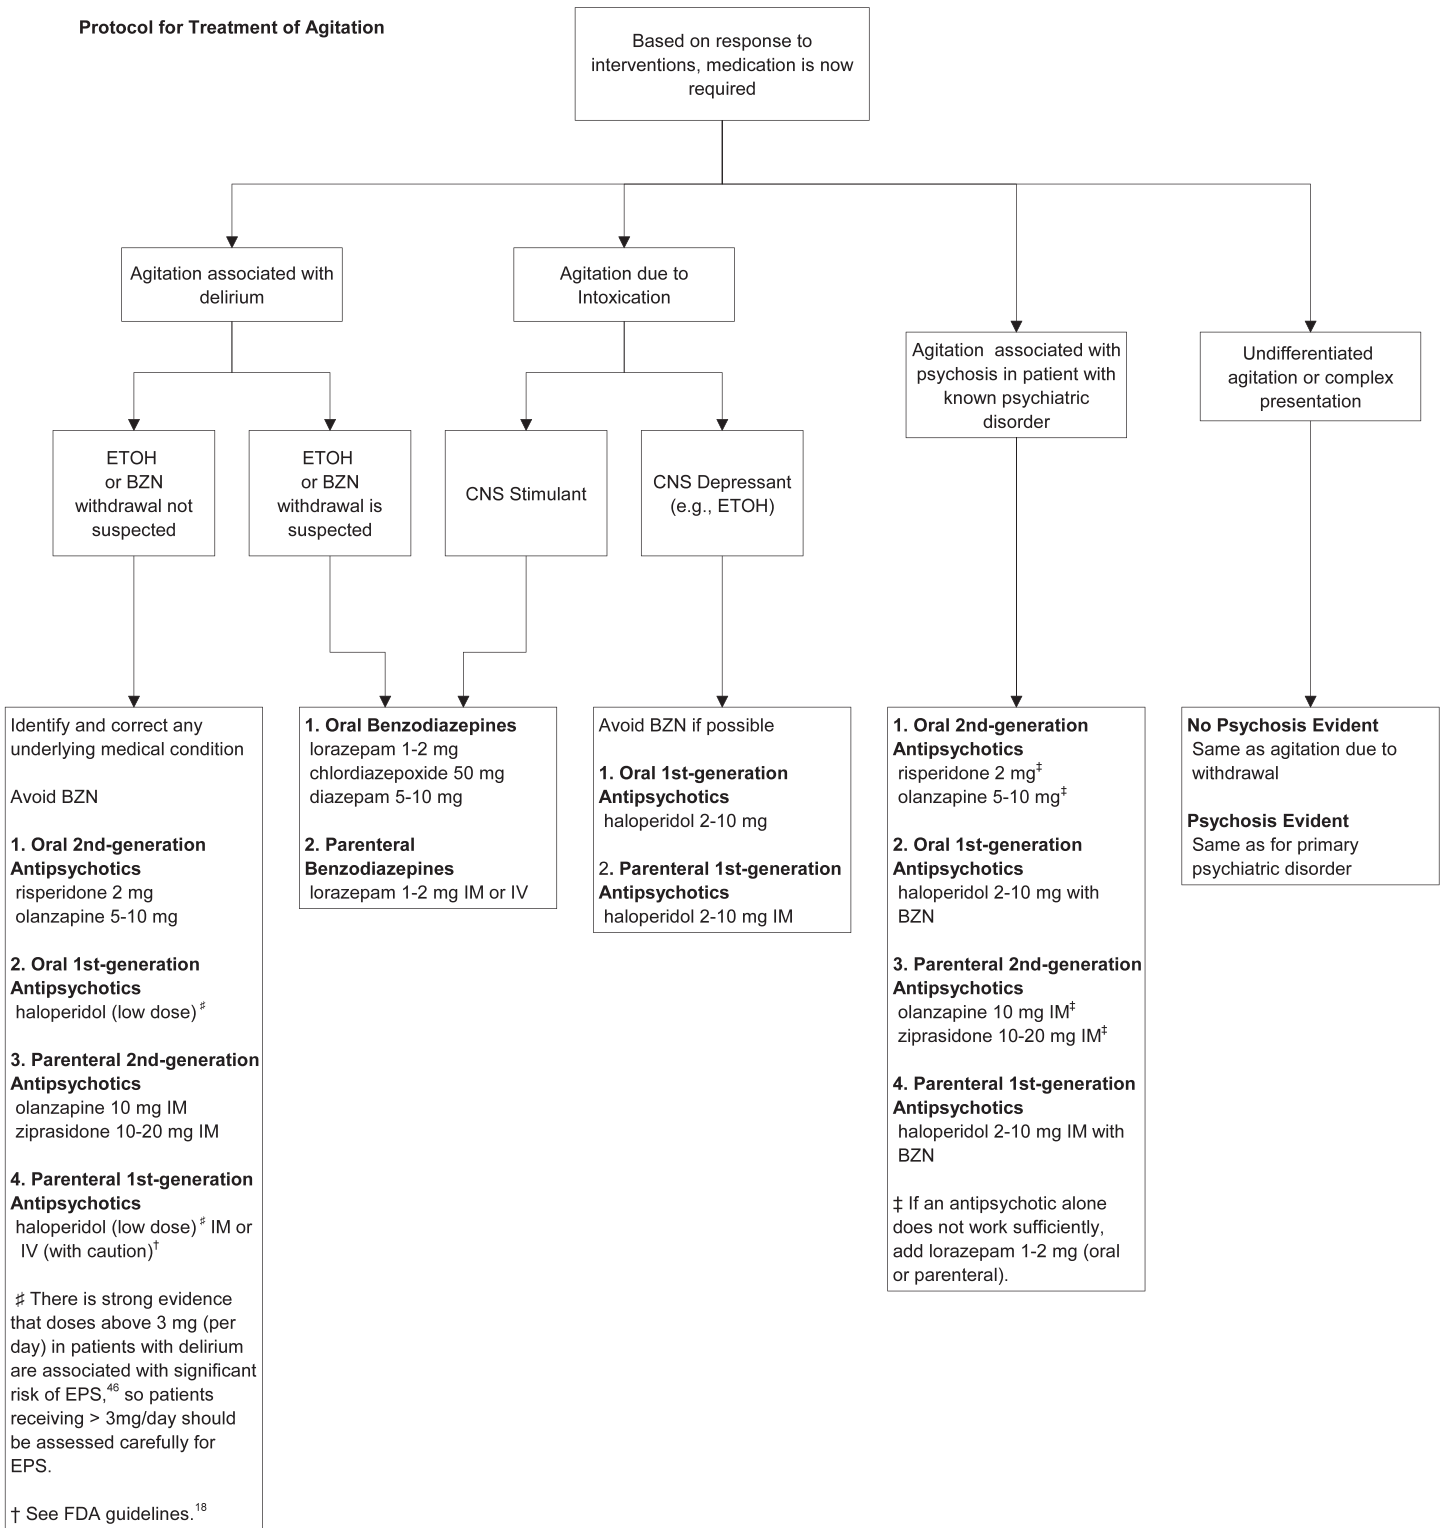 Protocol for Treatment of Agitation
Based on response to
interventions, medication is now
required
Agitation associated with
delirium
Agitation due to
Intoxication
Agitation associated with
psychosis in patient with
known psychiatric
disorder
Undifferentiated
agitation or complex
presentation
ETOH
or BZN
withdrawal not
suspected
ETOH
or BZN
withdrawal is
suspected
CNS Stimulant
CNS Depressant
(e.g., ETOH)
Identify and correct any
underlying medical condition
Avoid BZN
1. Oral 2nd-generation
Antipsychotics
risperidone 2 mg
olanzapine 5-10 mg
2. Oral 1st-generation
Antipsychotics
haloperidol (low dose) ♯
3. Parenteral 2nd-generation
Antipsychotics
olanzapine 10 mg IM
ziprasidone 10-20 mg IM
4. Parenteral 1st-generation
Antipsychotics
haloperidol (low dose) ♯ IM or
IV (with caution)†
♯ There is strong evidence
that doses above 3 mg (per
day) in patients with delirium
are associated with significant
risk of EPS,46 so patients
receiving > 3mg/day should
be assessed carefully for
EPS.
† See FDA guidelines.18
1. Oral Benzodiazepines
lorazepam 1-2 mg
chlordiazepoxide 50 mg
diazepam 5-10 mg
2. Parenteral
Benzodiazepines
lorazepam 1-2 mg IM or IV
Avoid BZN if possible
1. Oral 1st-generation
Antipsychotics
haloperidol 2-10 mg
2. Parenteral 1st-generation
Antipsychotics
haloperidol 2-10 mg IM
1. Oral 2nd-generation
Antipsychotics
risperidone 2 mg‡
olanzapine 5-10 mg‡
2. Oral 1st-generation
Antipsychotics
haloperidol 2-10 mg with
BZN
3. Parenteral 2nd-generation
Antipsychotics
olanzapine 10 mg IM‡
ziprasidone 10-20 mg IM‡
4. Parenteral 1st-generation
Antipsychotics
haloperidol 2-10 mg IM with
BZN
‡ If an antipsychotic alone
does not work sufficiently,
add lorazepam 1-2 mg (oral
or parenteral).
No Psychosis Evident
Same as agitation due to
withdrawal
Psychosis Evident
Same as for primary
psychiatric disorder